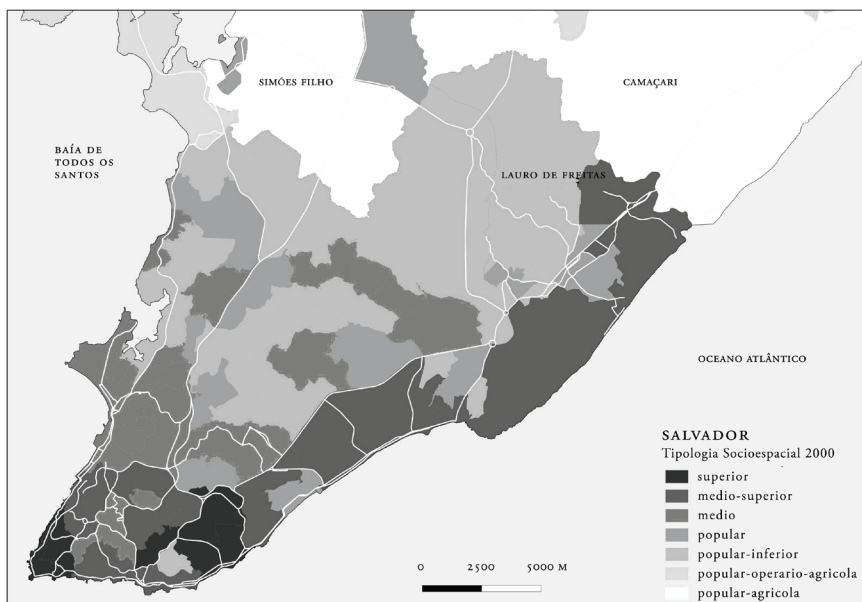 SIMÕES FILHO
CAMAÇARI
BAÍA DE
TODOS OS
SANTOS
LAURO DE FREITAS
OCEANO ATLÂNTICO
SALVADOR
Tipologia Socioespacial 2000
superior
medio-superior
medio
popular
popular-inferior
popular-operario-agricola
popular-agricola
0 2500 5000 M